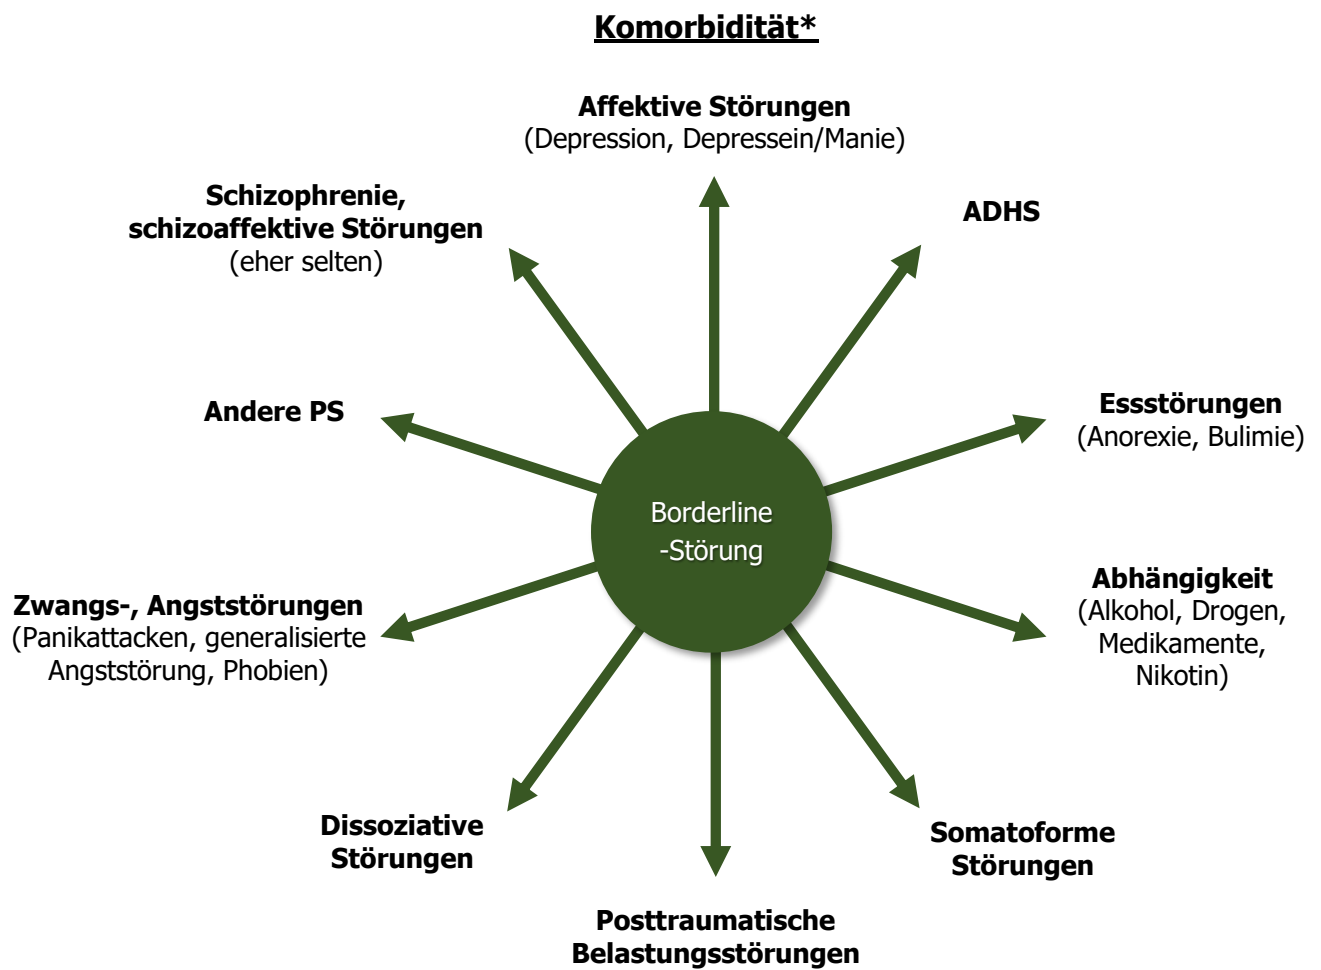 Komorbidität*
Affektive Störungen
(Depression, Depressein/Manie)
Schizophrenie,
schizoaffektive Störungen
(eher selten)
ADHS
Andere PS
Essstörungen
(Anorexie, Bulimie)
Borderline
-Störung
Zwangs-, Angststörungen
(Panikattacken, generalisierte
Angststörung, Phobien)
Abhängigkeit
(Alkohol, Drogen,
Medikamente,
Nikotin)
Dissoziative
Störungen
Somatoforme
Störungen
Posttraumatische
Belastungsstörungen